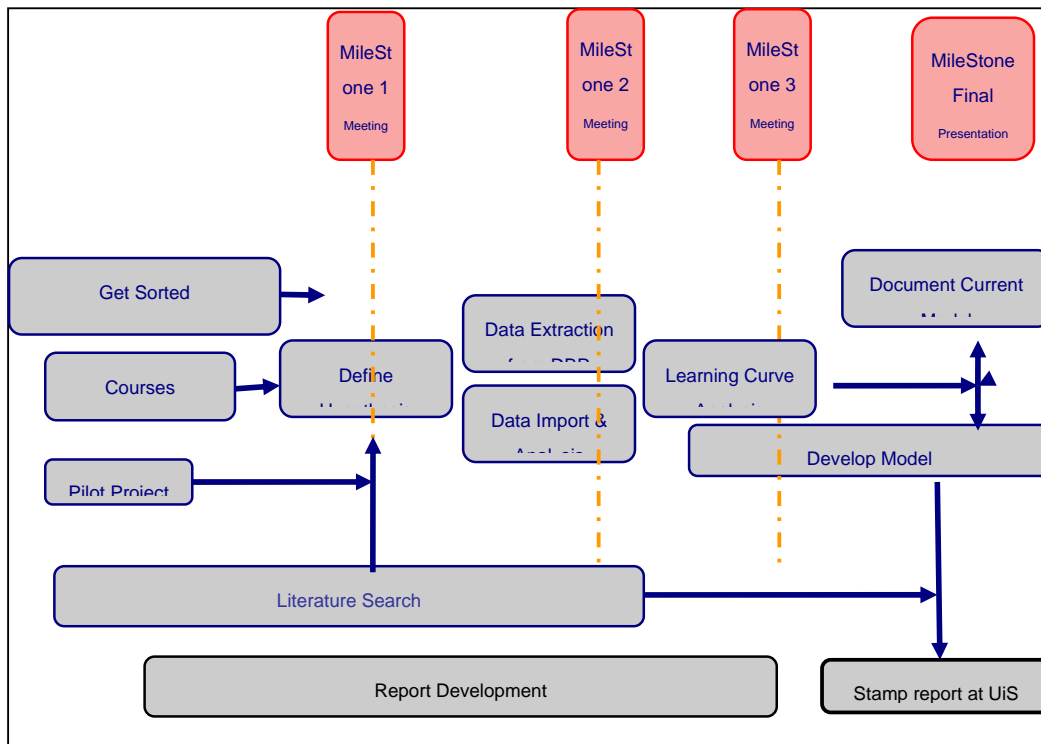 MileSt
one 1
Meeting
MileSt
one 2
Meeting
MileSt
one 3
Meeting
MileStone
Final
Presentation
Get Sorted
Document Current
Data Extraction
Courses
Define
Learning Curve
Data Import &
Develop Model
Pilot Project
Literature Search
Report Development
Stamp report at UiS